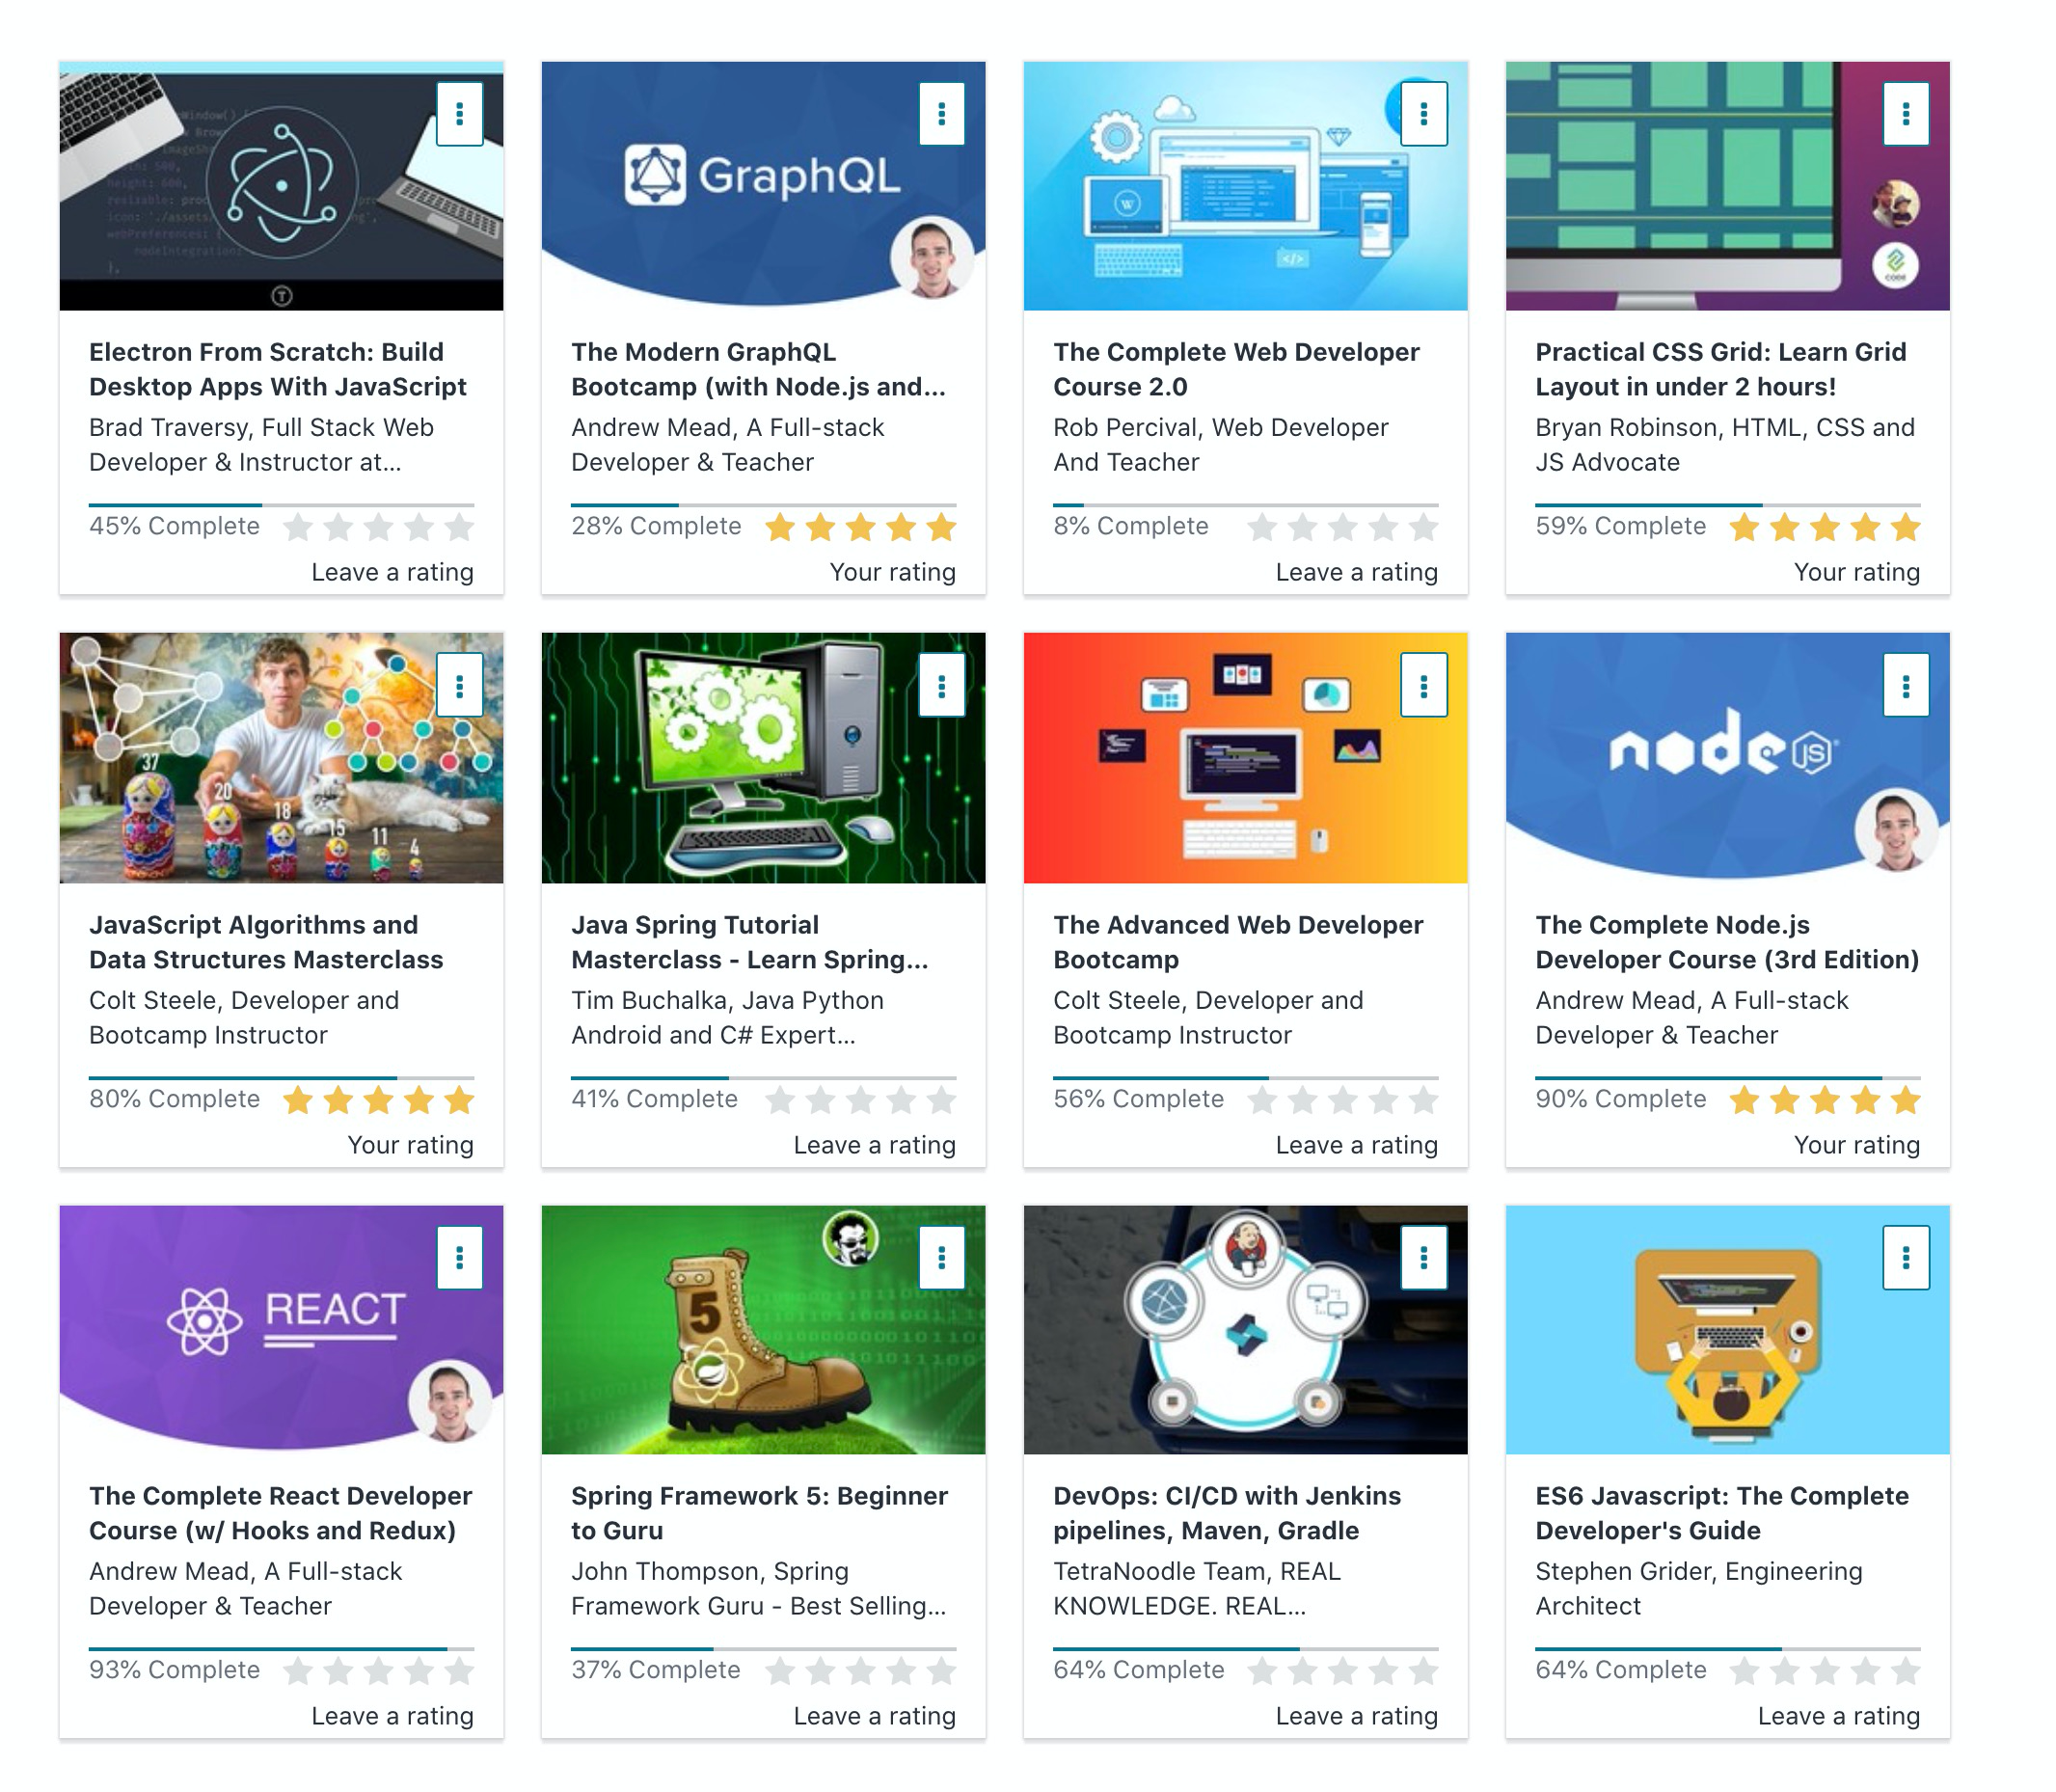 GraphQL
Electron From Scratch: Build
Desktop Apps With JavaScript
Brad Traversy, Full Stack Web
Developer & Instructor at...
45% Complete
Leave a rating
The Modern GraphQL
Bootcamp (with Node.js and...
Andrew Mead, A Full-stack
Developer & Teacher
28% Complete
Your rating
The Complete Web Developer
Course 2.0
Rob Percival, Web Developer
And Teacher
8% Complete
Leave a rating
CODE
Practical CSS Grid: Learn Grid
Layout in under 2 hours!
Bryan Robinson, HTML, CSS and
JS Advocate
59% Complete
Your rating
37
20
18
15
11
4
JavaScript Algorithms and
Data Structures Masterclass
Colt Steele, Developer and
Bootcamp Instructor
80% Complete
Your rating
Java Spring Tutorial
Masterclass - Learn Spring...
Tim Buchalka, Java Python
Android and C# Expert...
41% Complete
Leave a rating
The Advanced Web Developer
Bootcamp
Colt Steele, Developer and
Bootcamp Instructor
56% Complete
Leave a rating
node JS
The Complete Node.js
Developer Course (3rd Edition)
Andrew Mead, A Full-stack
Developer & Teacher
90% Complete
Your rating
REACT
The Complete React Developer
Course (w/ Hooks and Redux)
Andrew Mead, A Full-stack
Developer & Teacher
93% Complete
Leave a rating
5
Spring Framework 5: Beginner
to Guru
John Thompson, Spring
Framework Guru - Best Selling...
37% Complete
Leave a rating
DevOps: CI/CD with Jenkins
pipelines, Maven, Gradle
TetraNoodle Team, REAL
KNOWLEDGE. REAL...
64% Complete
Leave a rating
ES6 Javascript: The Complete
Developer's Guide
Stephen Grider, Engineering
Architect
64% Complete
Leave a rating